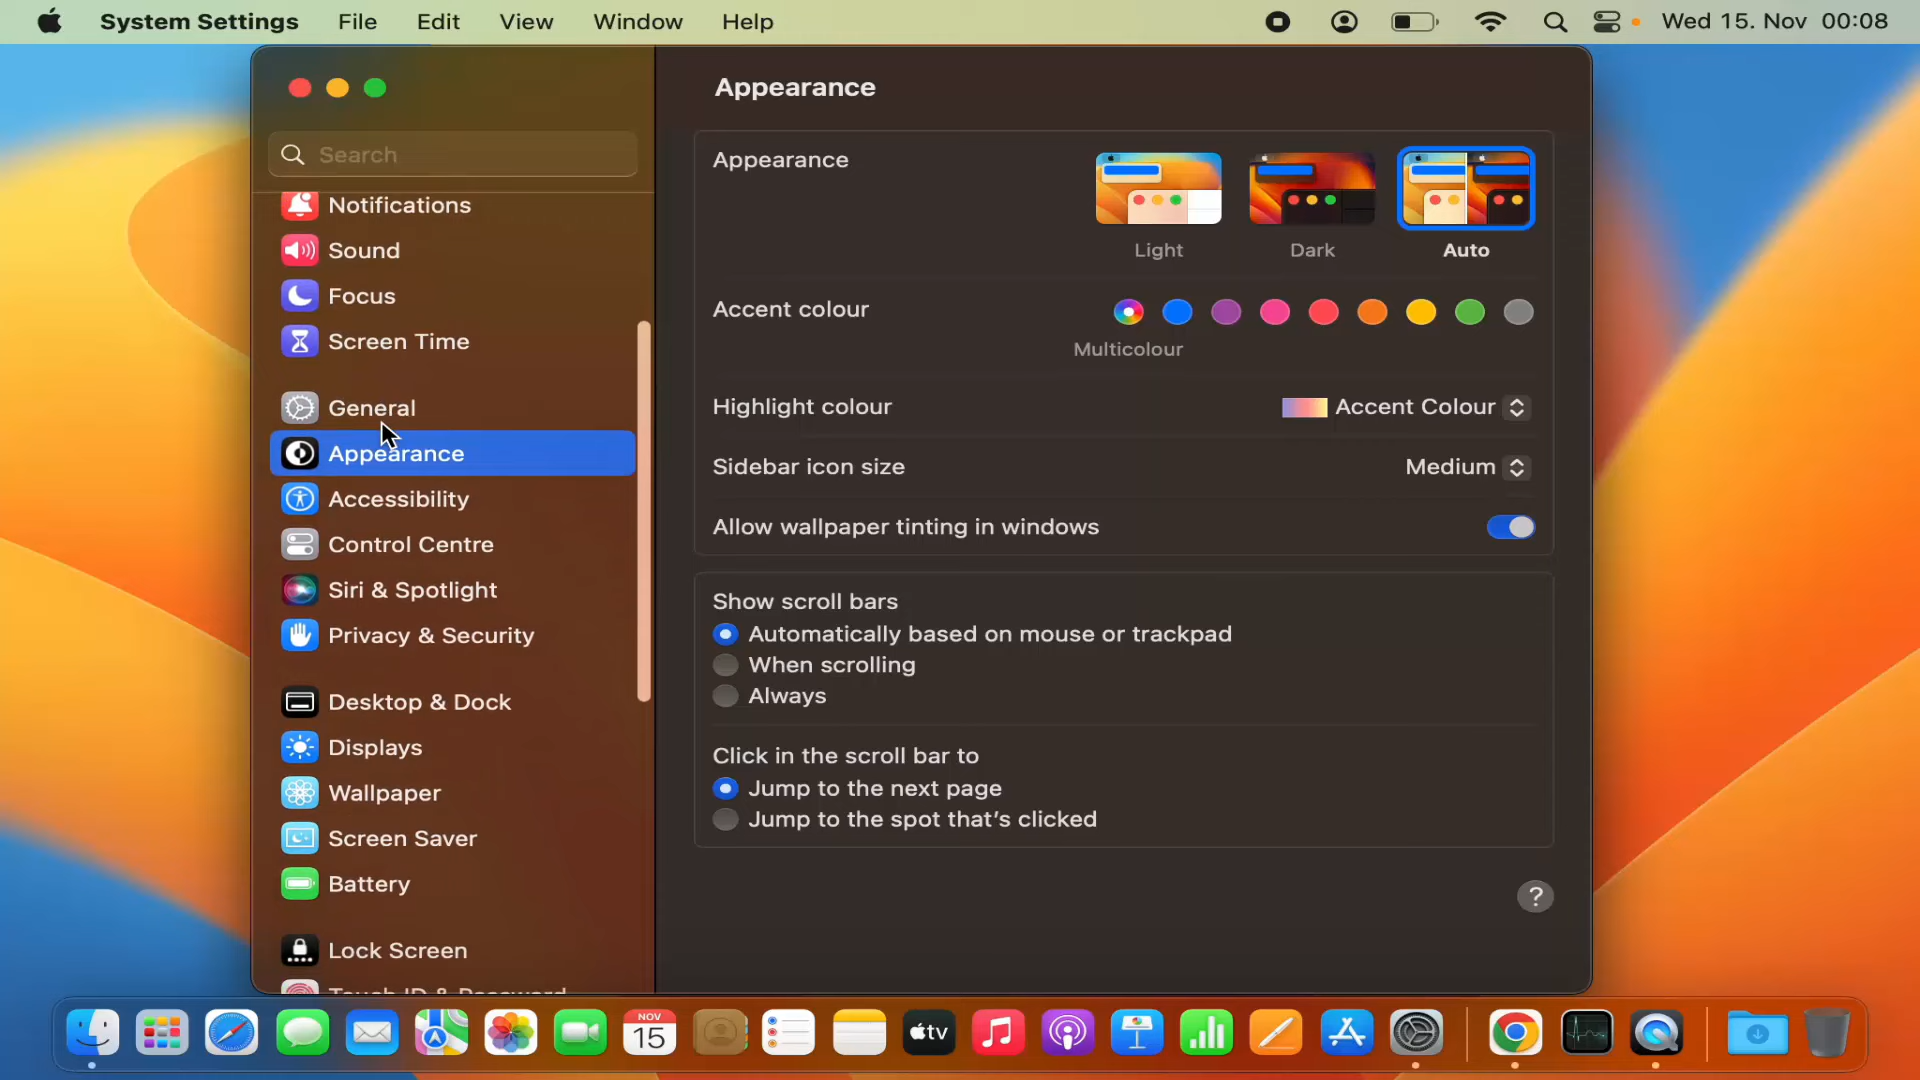 System Settings File Edit View Window Help Wed 15. Nov 00:08
Search
Notifications
Sound
Focus
Screen Time
General
Appearance
Accessibility
Control Centre
Siri & Spotlight
Privacy & Security
Desktop & Dock
Displays
Wallpaper
Screen Saver
Battery
Lock Screen
Touch ID & Password
Appearance
Appearance
Light Dark Auto
Accent colour
Multicolour
Highlight colour Accent Colour
Sidebar icon size Medium
Allow wallpaper tinting in windows
Show scroll bars
Automatically based on mouse or trackpad
When scrolling
Always
Click in the scroll bar to
Jump to the next page
Jump to the spot that's clicked
?
NOV
15
tv